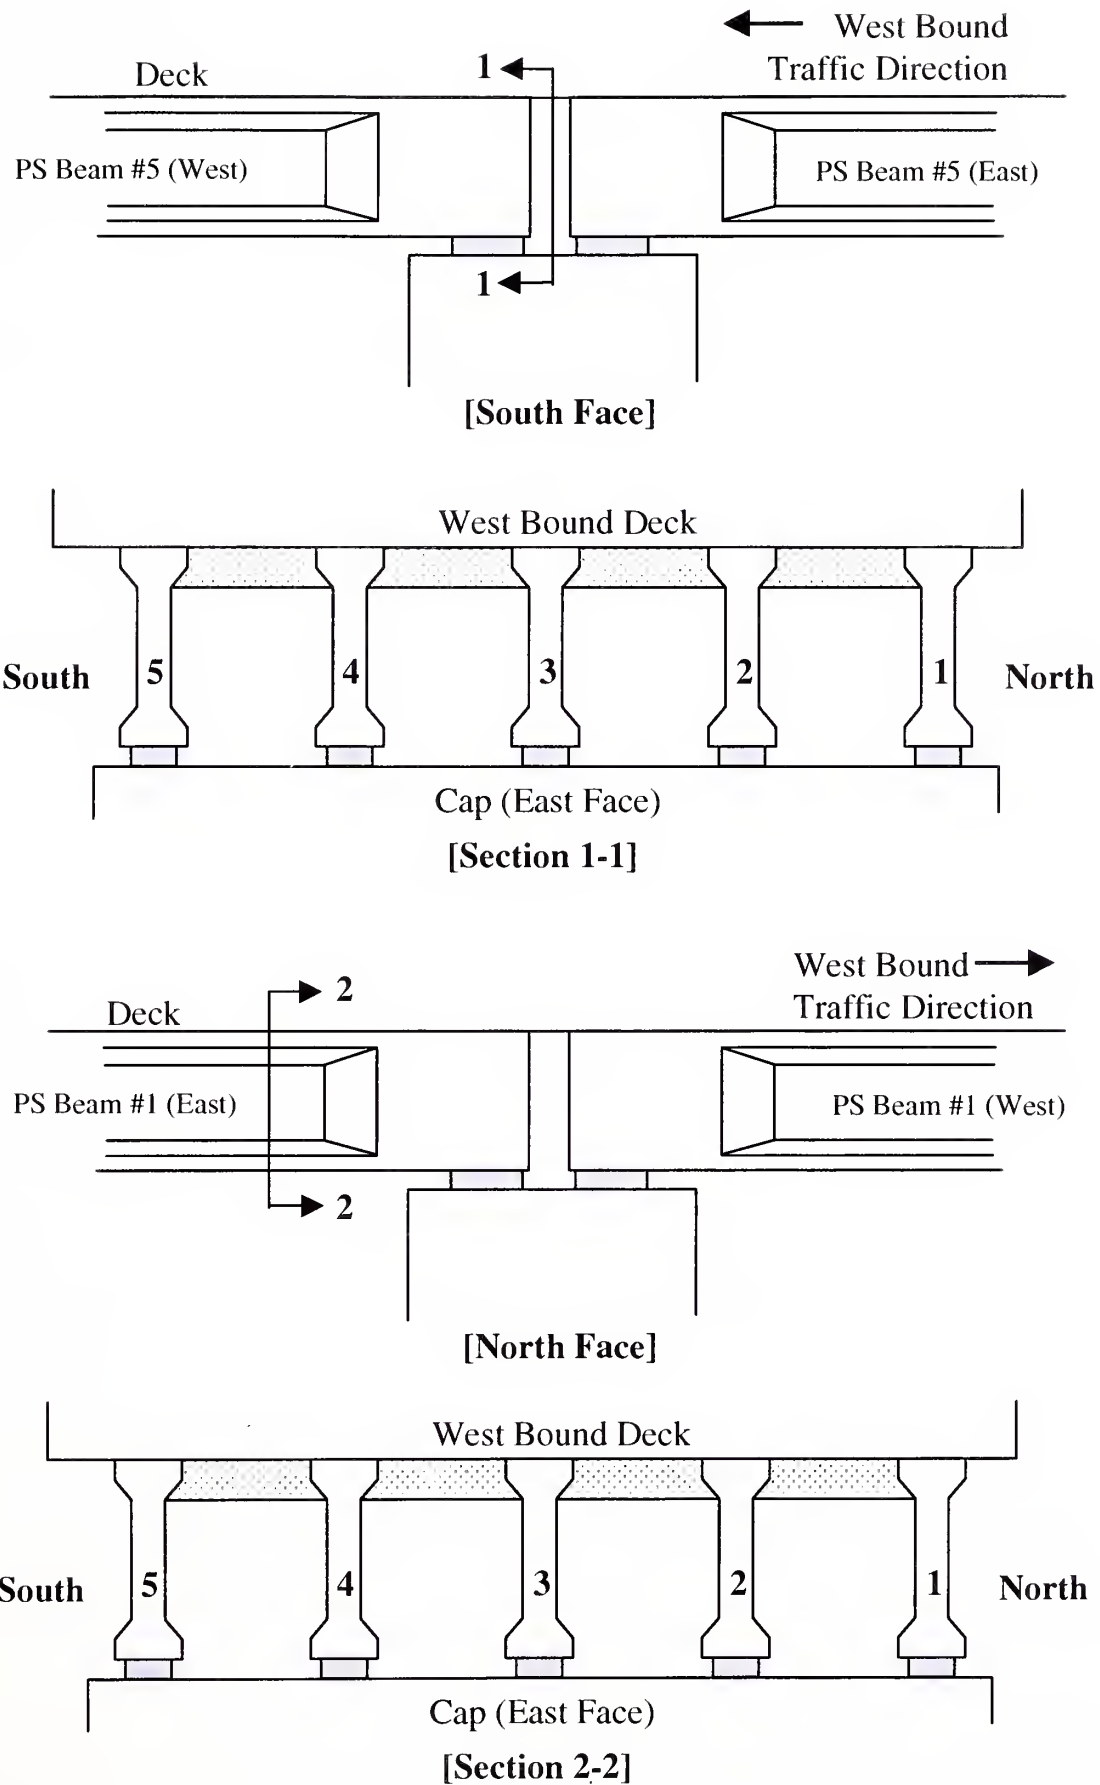 West Bound
Traffic Direction
Deck
1
PS Beam #5 (West)
PS Beam #5 (East)
1
[South Face]
West Bound Deck
South
5
4
3
2
1
North
Cap (East Face)
[Section 1-1]
West Bound
Traffic Direction
2
Deck
PS Beam #1 (East)
PS Beam #1 (West)
2
[North Face]
West Bound Deck
South
5
4
3
2
1
North
Cap (East Face)
[Section 2-2]